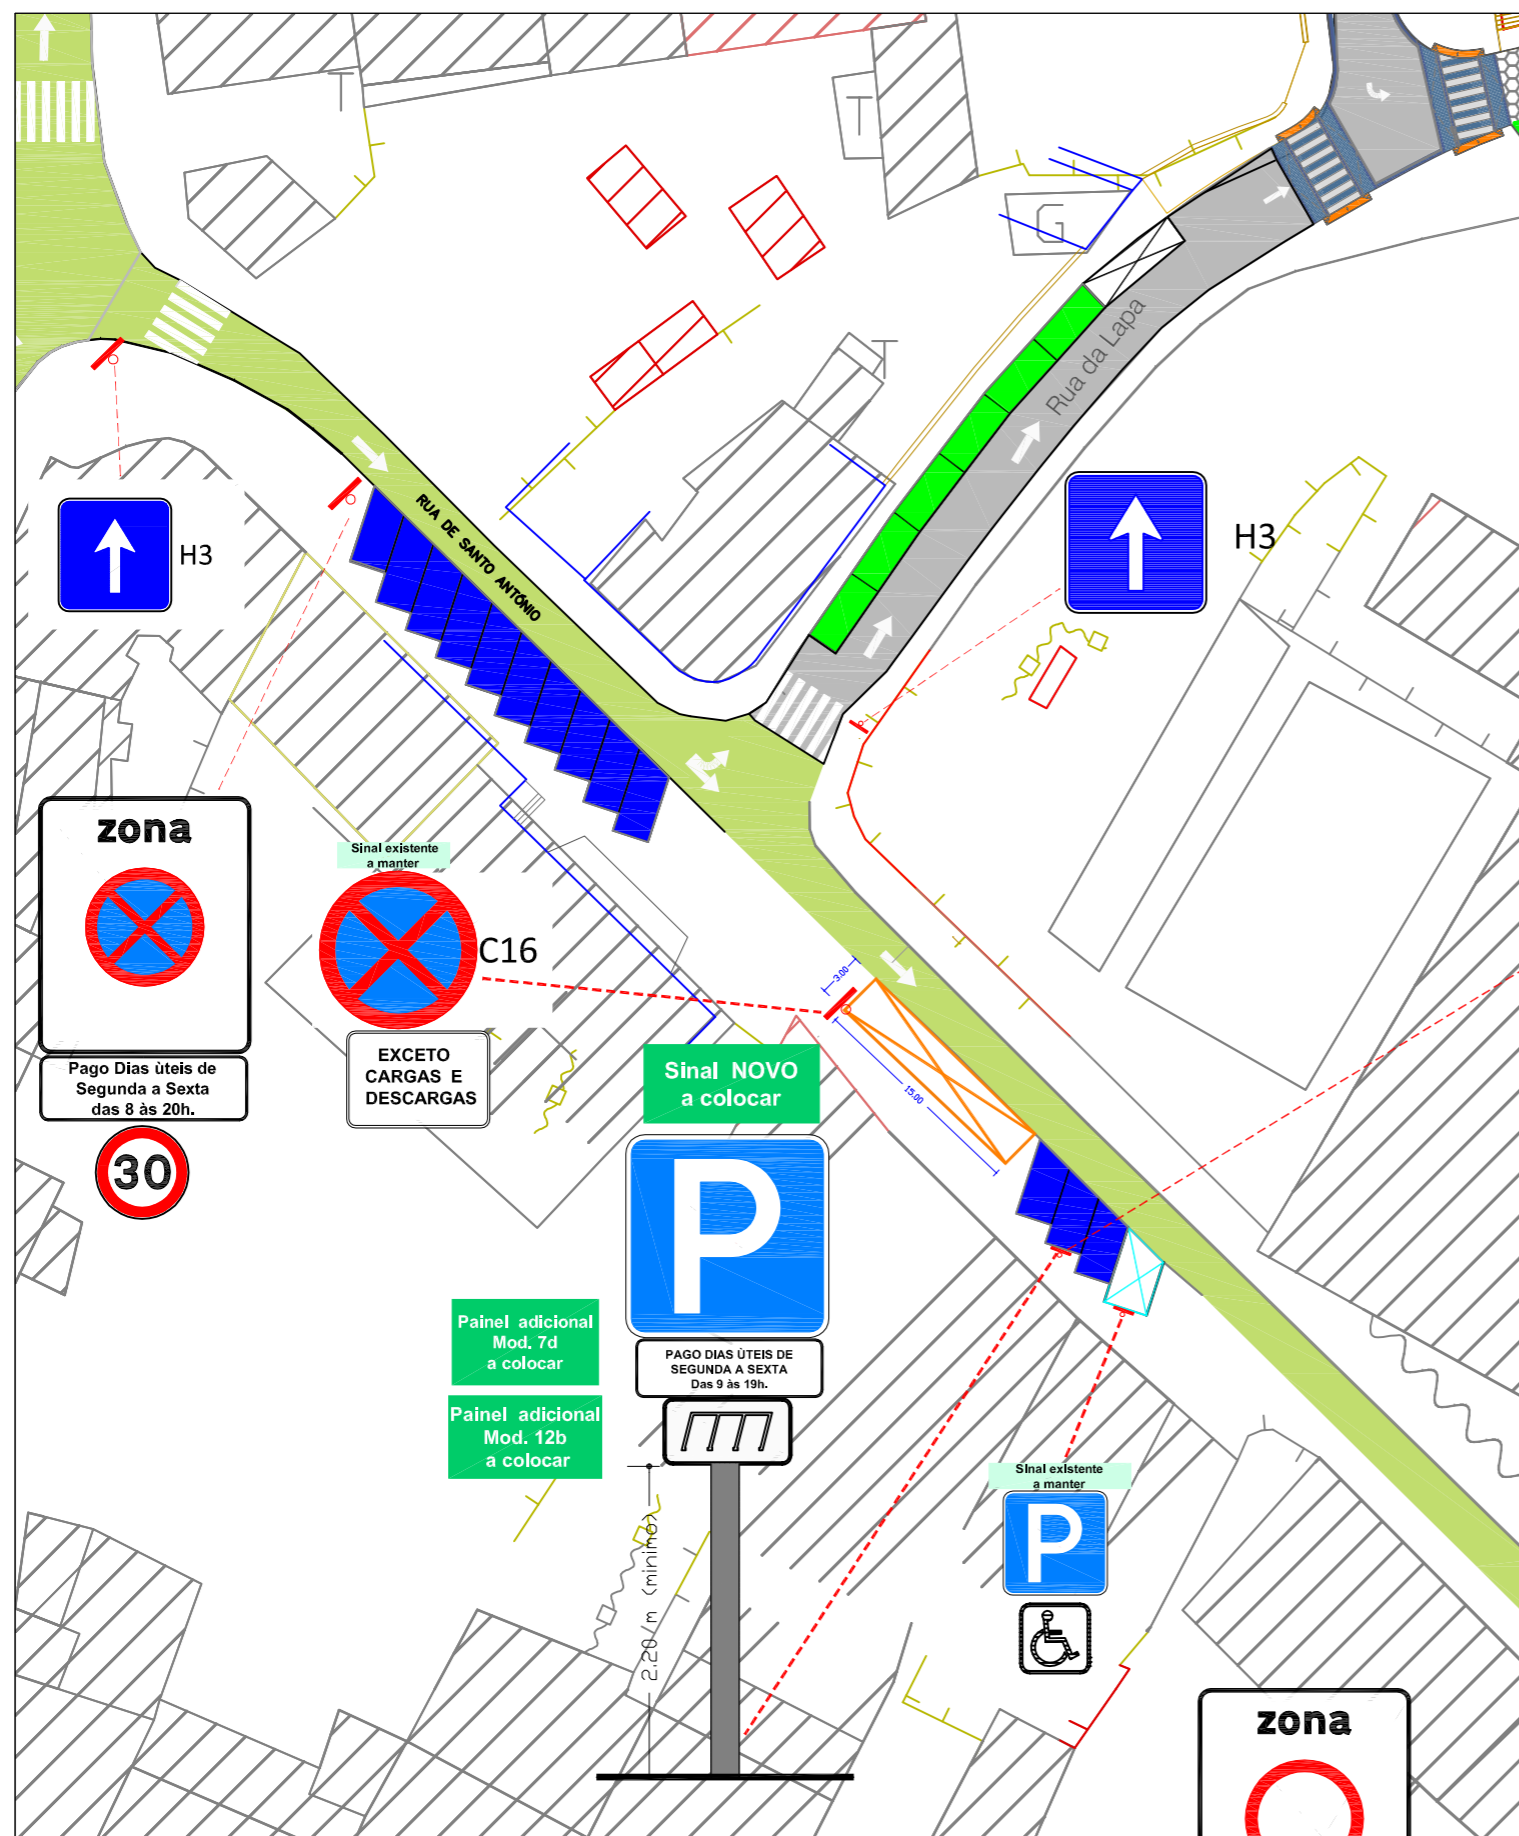 T
T
G
T
Rua da Lapa
RUA DE SANTO ANTÓNIO
H3
H3
zona
Pago Dias ùteis de
Segunda a Sexta
das 8 às 20h.
30
Sinal existente
a manter
C16
EXCETO
CARGAS E
DESCARGAS
3.00
15.00
Sinal NOVO
a colocar
P
PAGO DIAS ÙTEIS DE
SEGUNDA A SEXTA
Das 9 às 19h.
Painel adicional
Mod. 7d
a colocar
Painel adicional
Mod. 12b
a colocar
2.20/m (minimo)
Sinal existente
a manter
P
zona